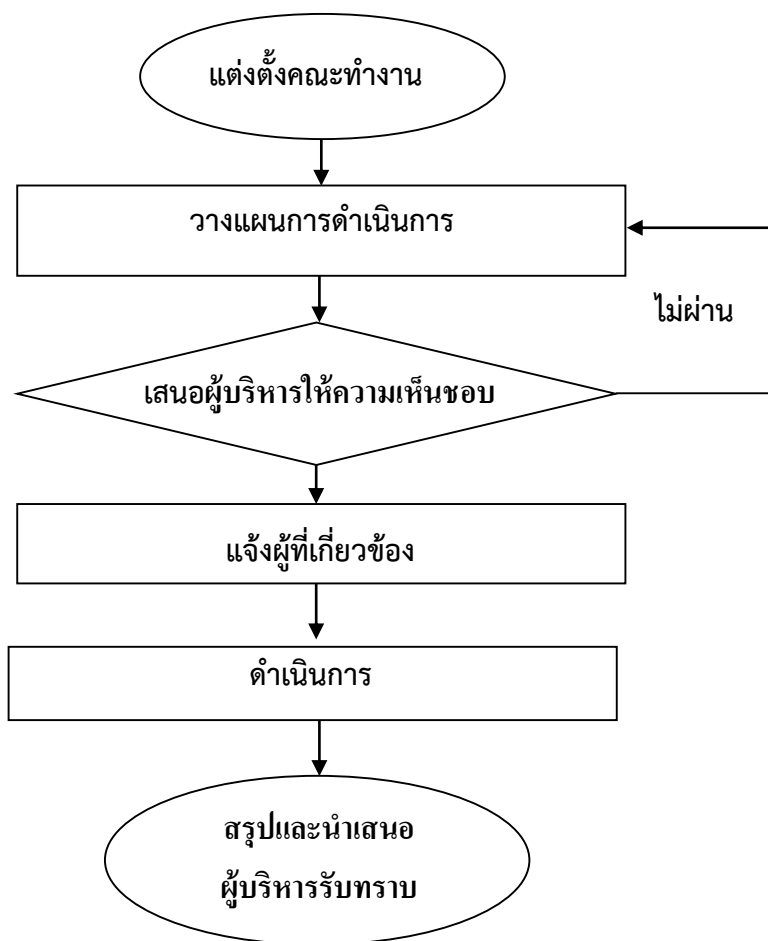 แต่งตั้งคณะทำงาน
วางแผนการดำเนินการ
ไม่ผ่าน
เสนอผู้บริหารให้ความเห็นชอบ
แจ้งผู้ที่เกี่ยวข้อง
ดำเนินการ
สรุปและนำเสนอ
ผู้บริหารรับทราบ